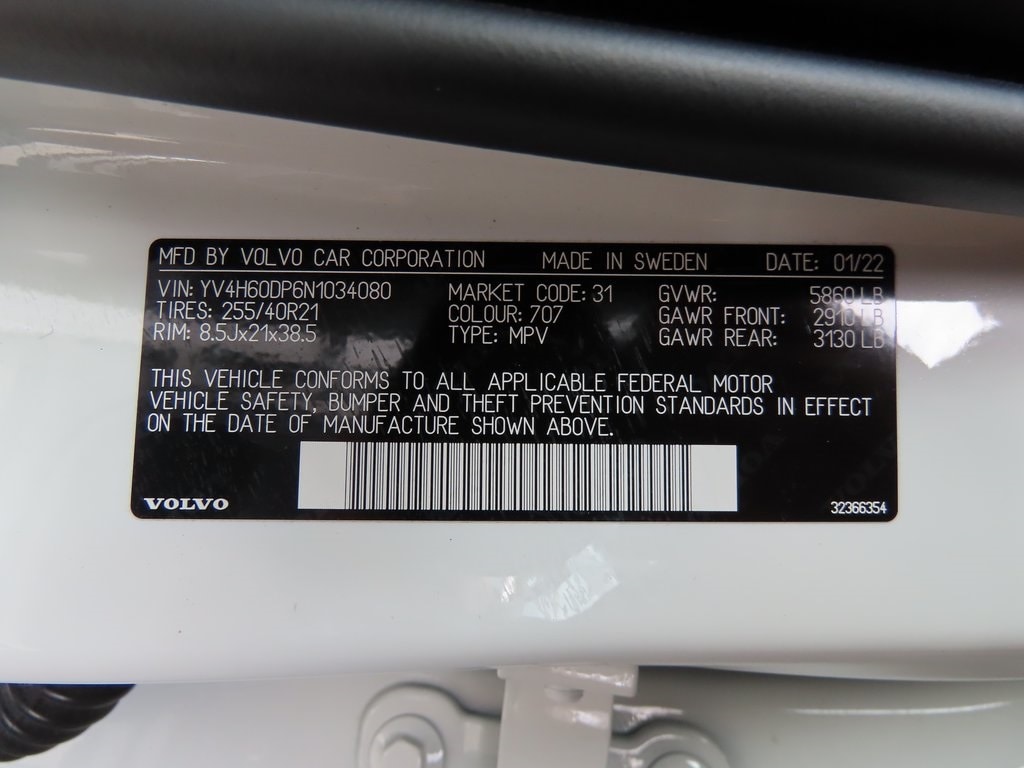 MFD BY VOLVO CAR CORPORATION MADE IN SWEDEN DATE: 01/22
VIN: YV4H60DP6N1034080 MARKET CODE: 31 GVWR: 5860 LB
TIRES: 255/40R21 COLOUR: 707 GAWR FRONT: 2910 LB
RIM: 8.5Jx21x38.5 TYPE: MPV GAWR REAR: 3130 LB
THIS VEHICLE CONFORMS TO ALL APPLICABLE FEDERAL MOTOR
VEHICLE SAFETY, BUMPER AND THEFT PREVENTION STANDARDS IN EFFECT
ON THE DATE OF MANUFACTURE SHOWN ABOVE.
VOLVO 32366354